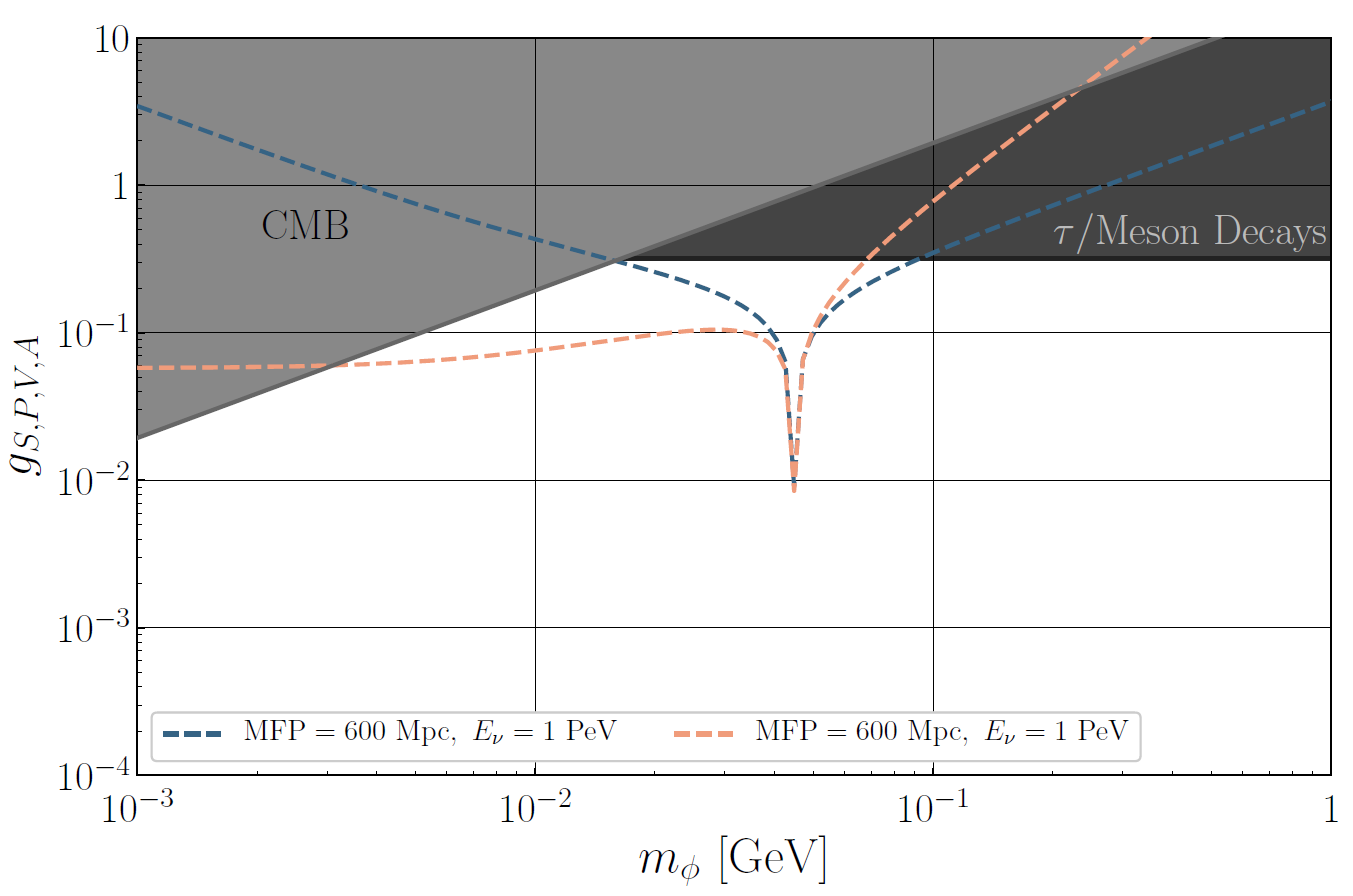 10
1
10⁻¹
10⁻²
10⁻³
10⁻⁴
g_{S,P,V,A}
CMB
τ/Meson Decays
MFP = 600 Mpc, E_ν = 1 PeV
MFP = 600 Mpc, E_ν = 1 PeV
10⁻³ 10⁻² 10⁻¹ 1
m_ϕ [GeV]